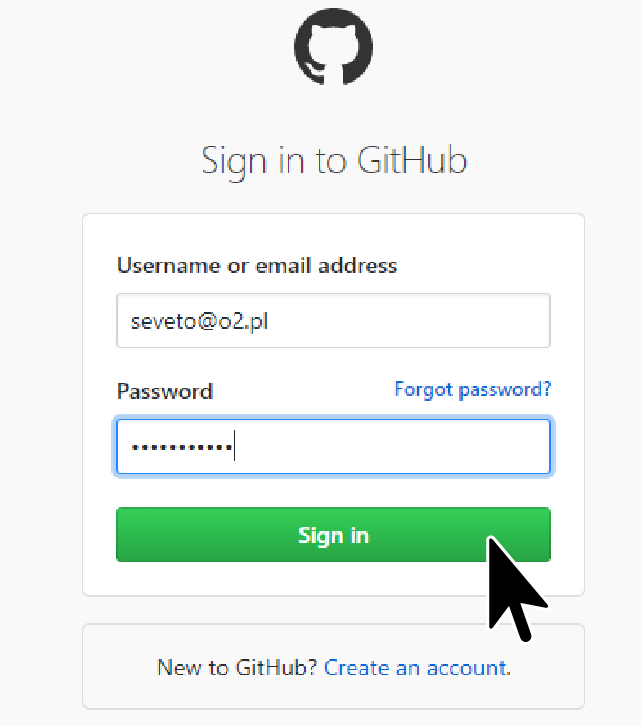 Sign in to GitHub
Username or email address
seveto@o2.pl
Password Forgot password?
•••••••••••
Sign in
New to GitHub? Create an account.